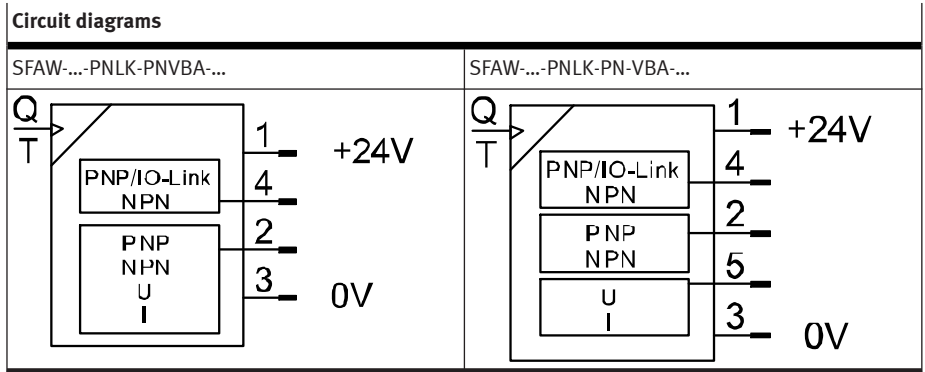 Circuit diagrams
SFAW-...-PNLK-PNVBA-...
SFAW-...-PNLK-PN-VBA-...
Q
T
1
+24V
PNP/IO-Link
NPN
4
PNP
NPN
U
I
2
3
0V
Q
T
1
+24V
PNP/IO-Link
NPN
4
PNP
NPN
2
U
I
5
3
0V